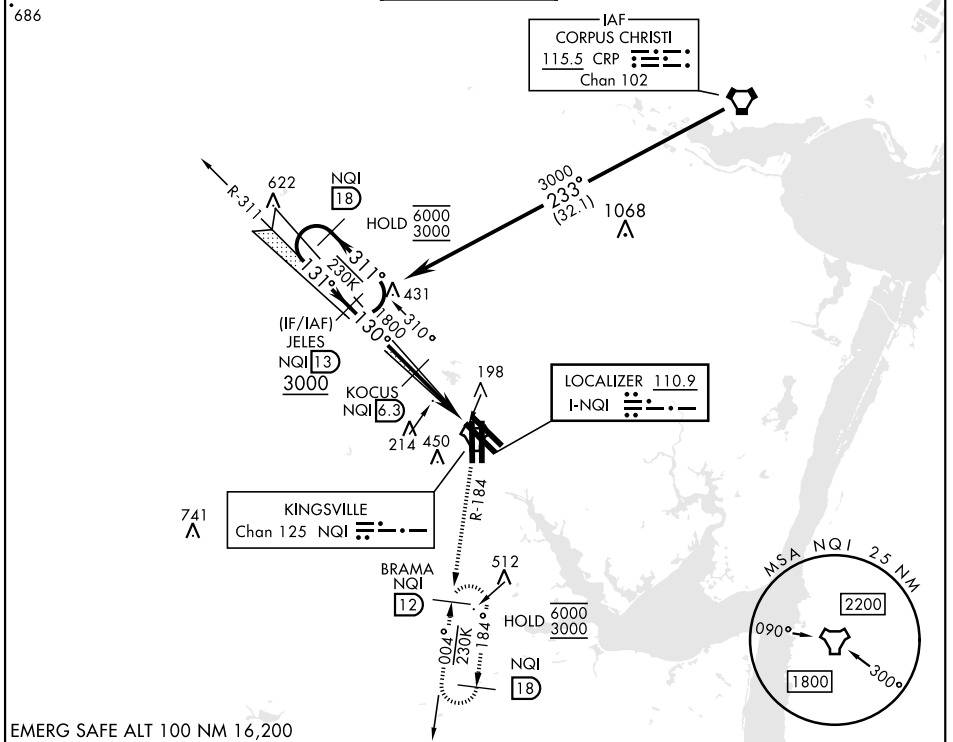 686
IAF
CORPUS CHRISTI
115.5 CRP
Chan 102
3000
233°
(32.1)
1068
622
NQI
18
R-311
HOLD 6000
3000
311°
230K
131°
431
1800
310°
130°
(IF/IAF)
JELES
NQI 13
3000
KOCUS
NQI 6.3
198
LOCALIZER 110.9
I-NQI
214
450
R-184
KINGSVILLE
Chan 125 NQI
741
BRAMA
NQI
12
512
HOLD 6000
3000
004°
230K
184°
NQI
18
MSA NQI 25 NM
2200
090°
1800
300°
EMERG SAFE ALT 100 NM 16,200